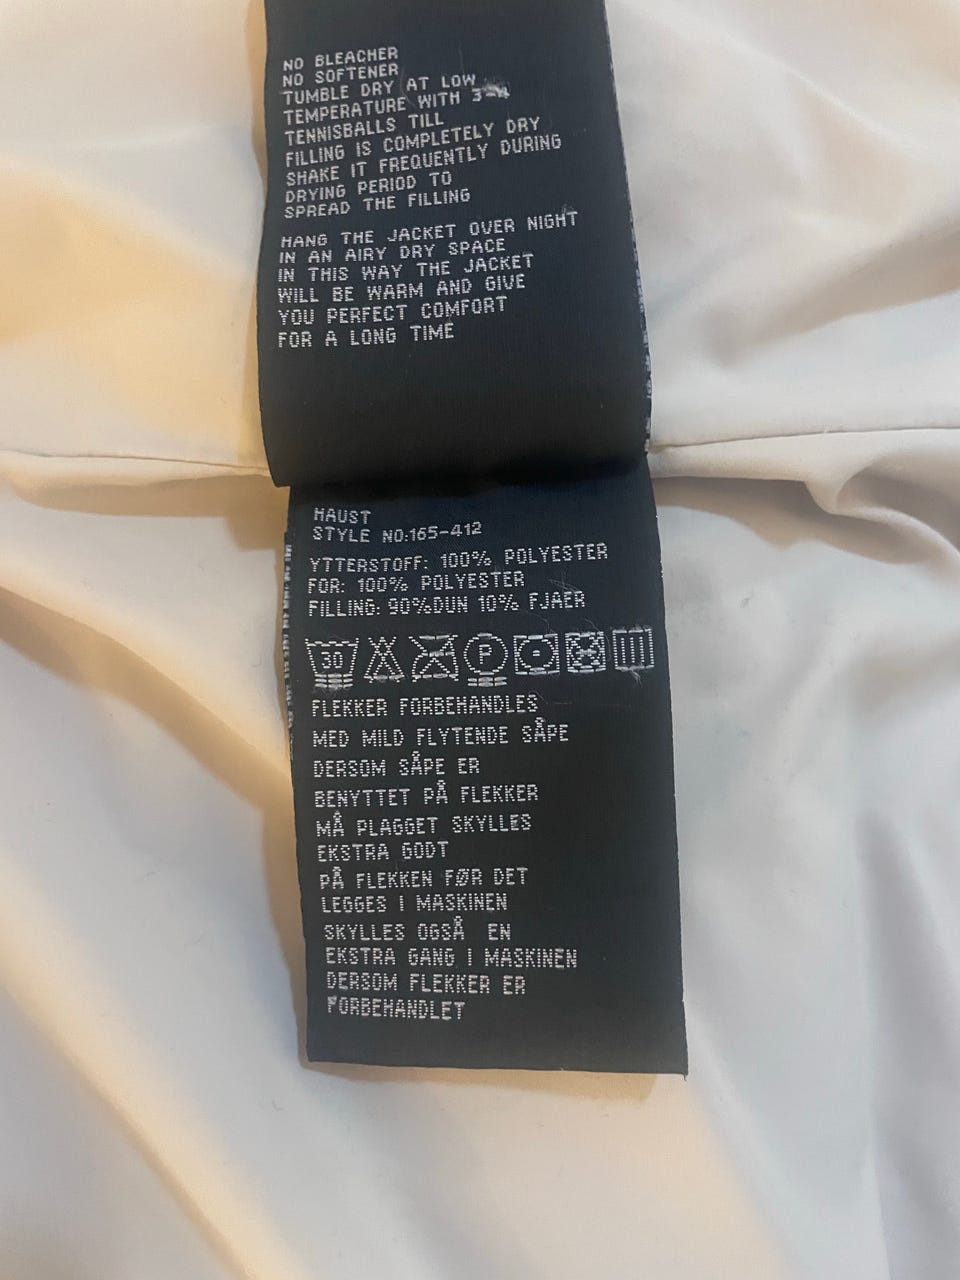 NO BLEACHER
NO SOFTENER
TUMBLE DRY AT LOW
TEMPERATURE WITH 3-4
TENNISBALLS TILL
FILLING IS COMPLETELY DRY
SHAKE IT FREQUENTLY DURING
DRYING PERIOD TO
SPREAD THE FILLING
HANG THE JACKET OVER NIGHT
IN AN AIRY DRY SPACE
IN THIS WAY THE JACKET
WILL BE WARM AND GIVE
YOU PERFECT COMFORT
FOR A LONG TIME
HAUST
STYLE NO:165-412
YTTERSTOFF: 100% POLYESTER
FOR: 100% POLYESTER
FILLING: 90%DUN 10% FJAER
30 P
FLEKKER FORBEHANDLES
MED MILD FLYTENDE SÅPE
DERSOM SÅPE ER
BENYTTET PÅ FLEKKER
MÅ PLAGGET SKYLLES
EKSTRA GODT
PÅ FLEKKEN FØR DET
LEGGES I MASKINEN
SKYLLES OGSÅ EN
EKSTRA GANG I MASKINEN
DERSOM FLEKKER ER
FORBEHANDLET